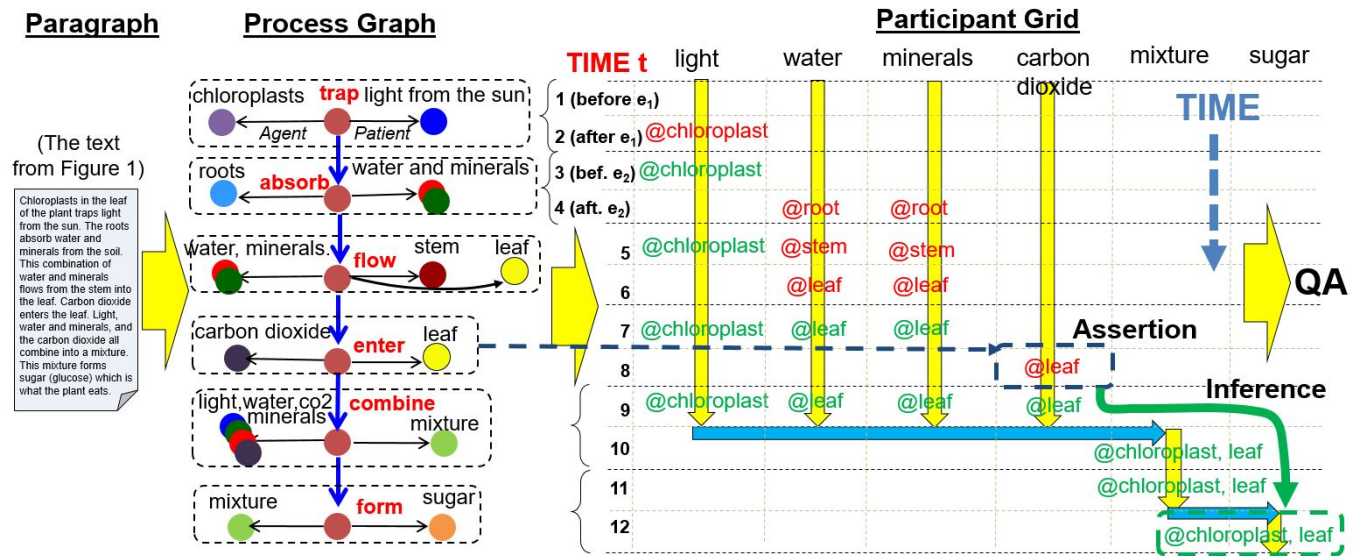 Paragraph
Process Graph
Participant Grid
TIME t
light
water
minerals
carbon
dioxide
mixture
sugar
(The text
from Figure 1)
Chloroplasts in the leaf
of the plant traps light
from the sun. The roots
absorb water and
minerals from the soil.
This combination of
water and minerals
flows from the stem into
the leaf. Carbon dioxide
enters the leaf. Light,
water and minerals, and
the carbon dioxide all
combine into a mixture.
This mixture forms
sugar (glucose) which is
what the plant eats.
chloroplasts trap light from the sun
Agent Patient
roots absorb water and minerals
water, minerals flow stem leaf
carbon dioxide enter leaf
light,water,co2
minerals combine mixture
mixture form sugar
1 (before e₁)
2 (after e₁) @chloroplast
3 (bef. e₂) @chloroplast
4 (aft. e₂) @root @root
5 @chloroplast @stem @stem
6 @leaf @leaf
7 @chloroplast @leaf @leaf
8 @leaf
9 @chloroplast @leaf @leaf @leaf
10 @chloroplast, leaf
11 @chloroplast, leaf
12 @chloroplast, leaf
TIME
Assertion
Inference
QA